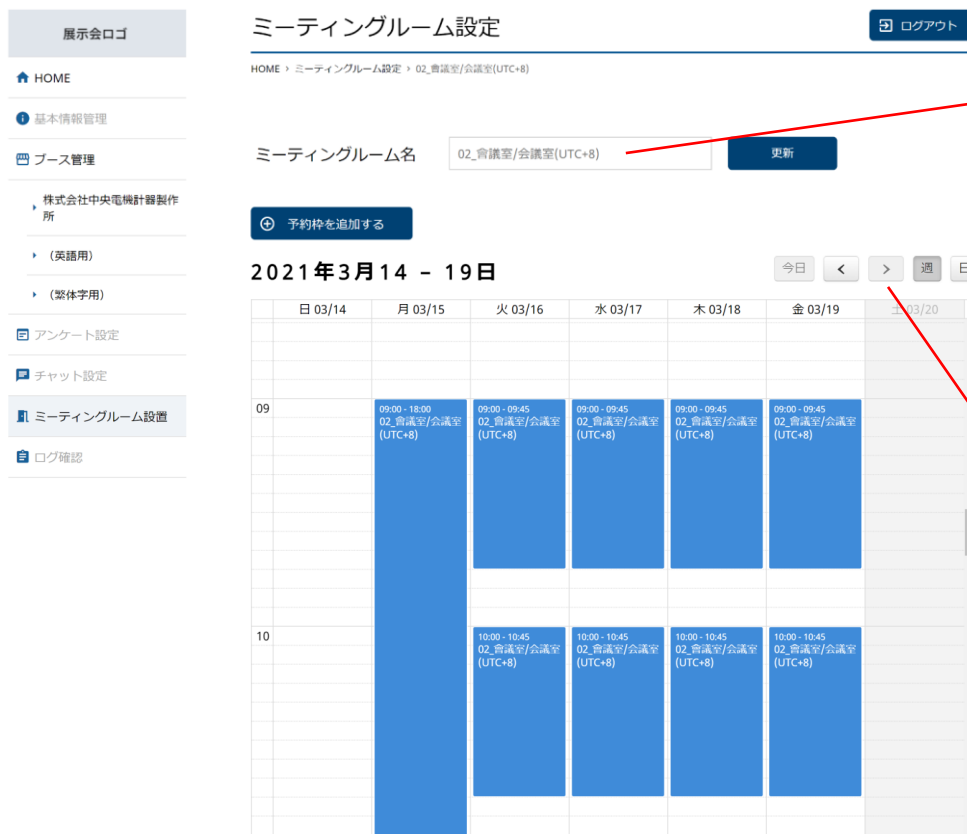 展示会ロゴ
HOME
基本情報管理
ブース管理
株式会社中央電機計器製作
所
（英語用）
（繁体字用）
アンケート設定
チャット設定
ミーティングルーム設置
ログ確認
ミーティングルーム設定
ログアウト
HOME › ミーティングルーム設定 › 02_會議室/会議室(UTC+8)
ミーティングルーム名
02_會議室/会議室(UTC+8)
更新
予約枠を追加する
2021年3月14 – 19日
今日 < > 週 日
日 03/14 月 03/15 火 03/16 水 03/17 木 03/18 金 03/19 土 03/20
09
09:00 - 18:00
02_會議室/会議室
(UTC+8)
09:00 - 09:45
02_會議室/会議室
(UTC+8)
09:00 - 09:45
02_會議室/会議室
(UTC+8)
09:00 - 09:45
02_會議室/会議室
(UTC+8)
09:00 - 09:45
02_會議室/会議室
(UTC+8)
10
10:00 - 10:45
02_會議室/会議室
(UTC+8)
10:00 - 10:45
02_會議室/会議室
(UTC+8)
10:00 - 10:45
02_會議室/会議室
(UTC+8)
10:00 - 10:45
02_會議室/会議室
(UTC+8)